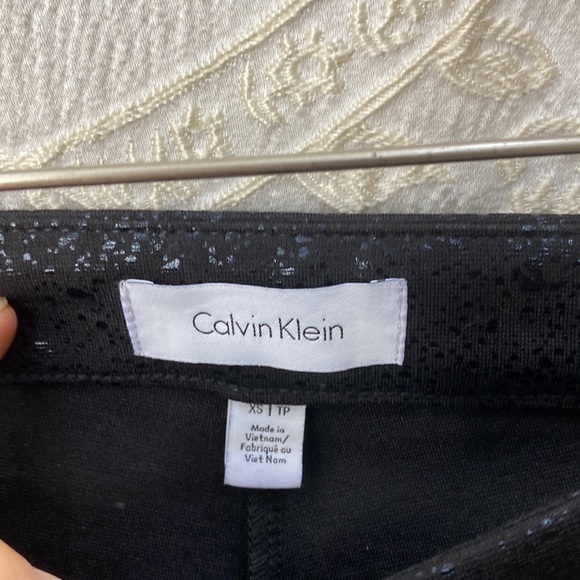 Calvin Klein
XS | TP
Made in
Vietnam/
Fabriqué au
Viet Nam